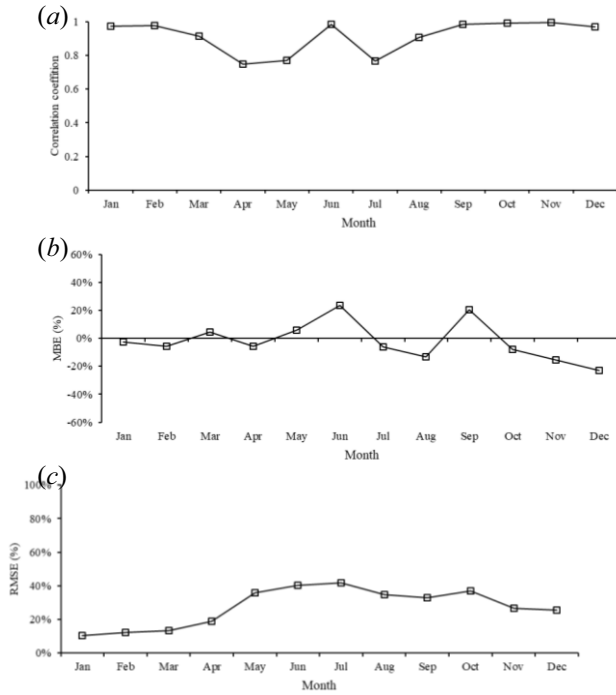 (a)
1
0.8
0.6
0.4
0.2
0
Correlation coeffition
Jan Feb Mar Apr May Jun Jul Aug Sep Oct Nov Dec
Month
(b)
60%
40%
20%
0%
-20%
-40%
-60%
MBE (%)
Jan Feb Mar Apr May Jun Jul Aug Sep Oct Nov Dec
Month
(c)
100%
80%
60%
40%
20%
0%
RMSE (%)
Jan Feb Mar Apr May Jun Jul Aug Sep Oct Nov Dec
Month